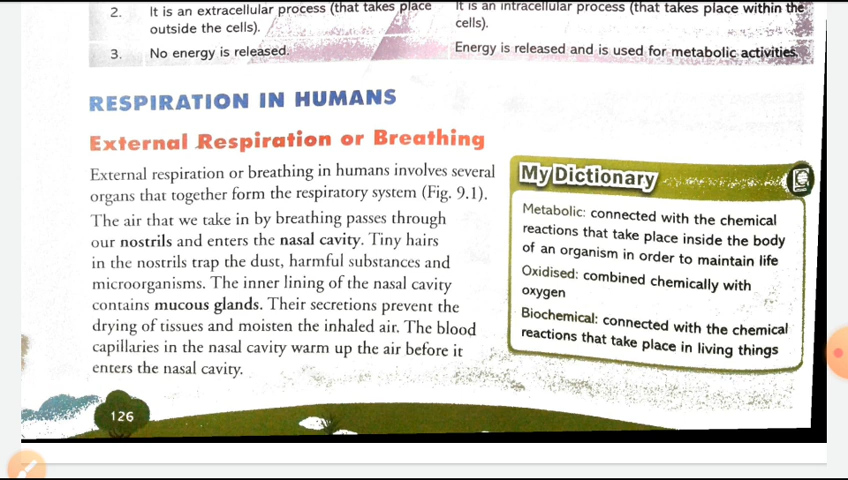 2. It is an extracellular process (that takes place
outside the cells).
It is an intracellular process (that takes place within the
cells).
3. No energy is released.
Energy is released and is used for metabolic activities.
RESPIRATION IN HUMANS
External Respiration or Breathing
External respiration or breathing in humans involves several
organs that together form the respiratory system (Fig. 9.1).
The air that we take in by breathing passes through
our nostrils and enters the nasal cavity. Tiny hairs
in the nostrils trap the dust, harmful substances and
microorganisms. The inner lining of the nasal cavity
contains mucous glands. Their secretions prevent the
drying of tissues and moisten the inhaled air. The blood
capillaries in the nasal cavity warm up the air before it
enters the nasal cavity.
My Dictionary
Metabolic: connected with the chemical
reactions that take place inside the body
of an organism in order to maintain life
Oxidised: combined chemically with
oxygen
Biochemical: connected with the chemical
reactions that take place in living things
126